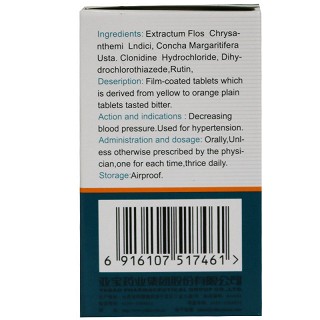 Ingredients: Extractum Flos Chrysa-
nthemi Lndici, Concha Margaritifera
Usta. Clonidine Hydrochloride, Dihy-
drochlorothiazede,Rutin,
Deseription: Film-coated tablets which
is derived from yellow to orange plain
tablets tasted bitter.
Action and indications : Decreasing
blood pressure.Used for hypertension.
Administration and dosage: Orally,Unl-
ess otherwise prescribed by the physi-
cian,one for each time,thrice daily.
Storage:Airproof.
6 916107 517461 >